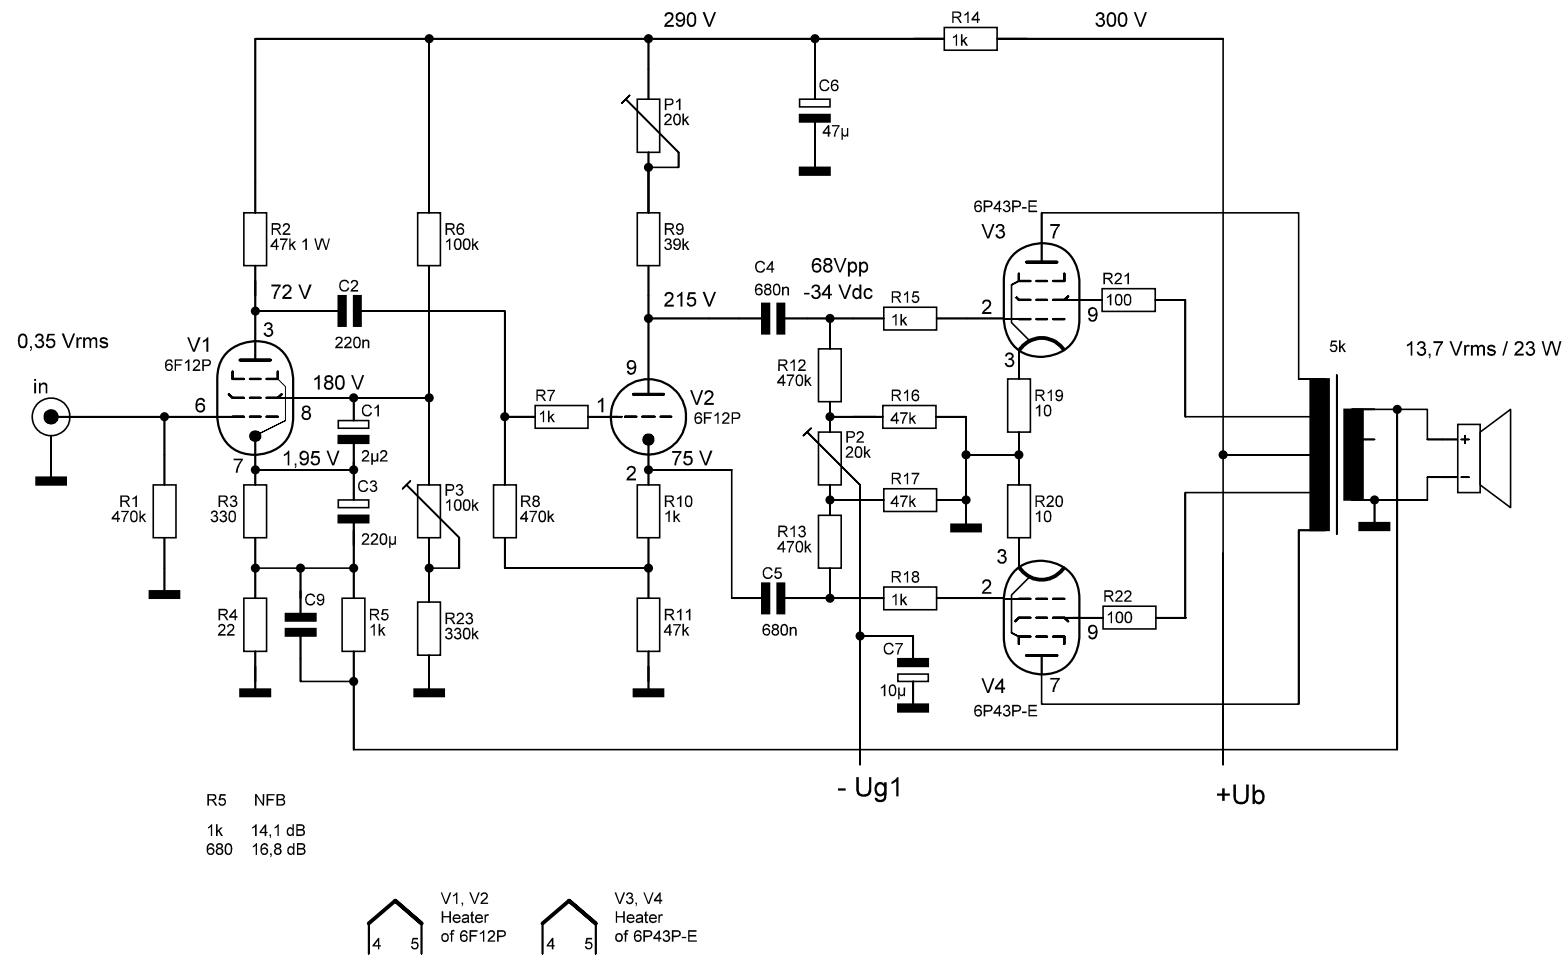 290 V
R14
1k
300 V
C6
47µ
P1
20k
R2
47k 1 W
R6
100k
R9
39k
6P43P-E
V3
7
72 V
C2
220n
3
215 V
C4
680n
68Vpp
-34 Vdc
R15
1k
2
R21
100
9
3
0,35 Vrms
in
V1
6F12P
6
8
7
180 V
C1
2µ2
1,95 V
C3
220µ
9
R7
1k
1
V2
6F12P
2
75 V
R12
470k
R16
47k
P2
20k
R17
47k
R13
470k
R19
10
R20
10
5k
13,7 Vrms / 23 W
+
-
R1
470k
R3
330
P3
100k
R8
470k
R10
1k
R4
22
C9
R5
1k
R23
330k
R11
47k
C5
680n
R18
1k
3
2
R22
100
9
C7
10µ
V4
6P43P-E
7
- Ug1
+Ub
R5 NFB
1k 14,1 dB
680 16,8 dB
4 5
V1, V2
Heater
of 6F12P
4 5
V3, V4
Heater
of 6P43P-E